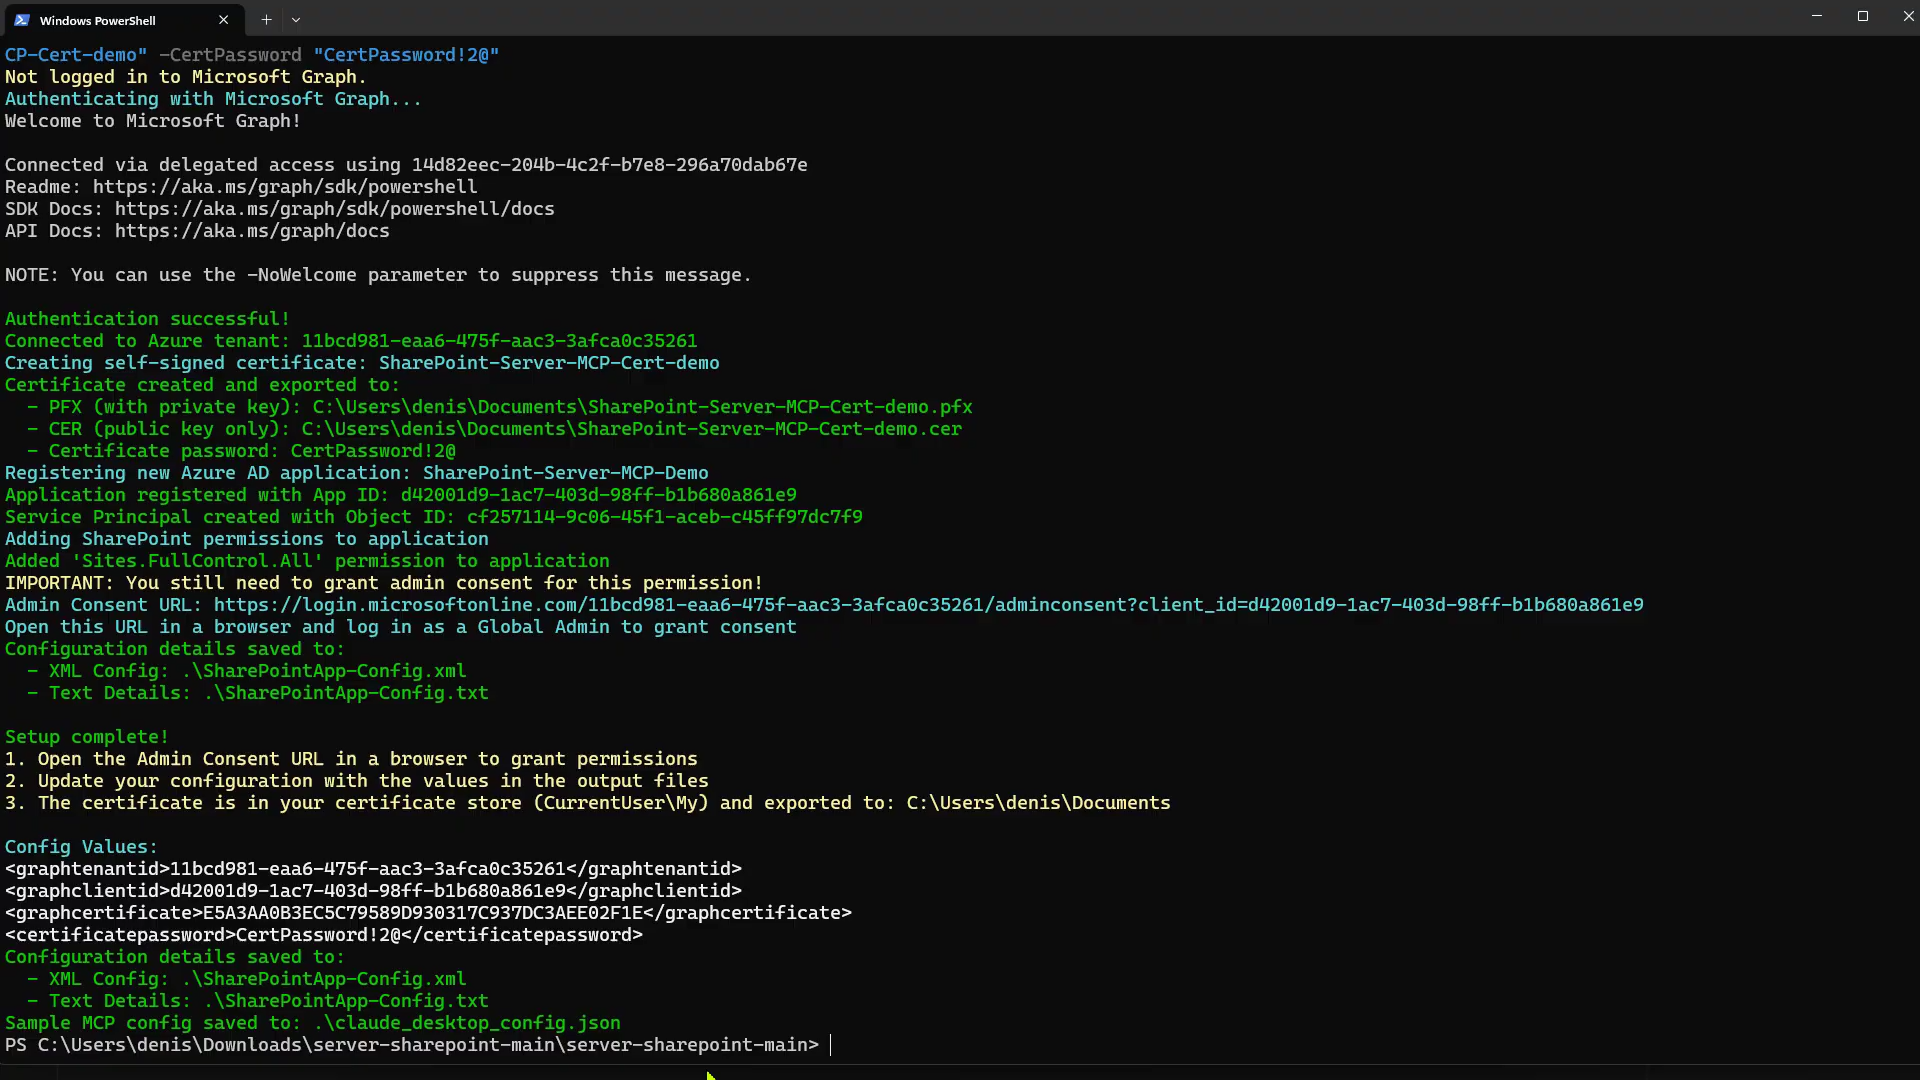 Windows PowerShell
CP-Cert-demo" -CertPassword "CertPassword!2@"
Not logged in to Microsoft Graph.
Authenticating with Microsoft Graph...
Welcome to Microsoft Graph!
Connected via delegated access using 14d82eec-204b-4c2f-b7e8-296a70dab67e
Readme: https://aka.ms/graph/sdk/powershell
SDK Docs: https://aka.ms/graph/sdk/powershell/docs
API Docs: https://aka.ms/graph/docs
NOTE: You can use the -NoWelcome parameter to suppress this message.
Authentication successful!
Connected to Azure tenant: 11bcd981-eaa6-475f-aac3-3afca0c35261
Creating self-signed certificate: SharePoint-Server-MCP-Cert-demo
Certificate created and exported to:
- PFX (with private key): C:\Users\denis\Documents\SharePoint-Server-MCP-Cert-demo.pfx
- CER (public key only): C:\Users\denis\Documents\SharePoint-Server-MCP-Cert-demo.cer
- Certificate password: CertPassword!2@
Registering new Azure AD application: SharePoint-Server-MCP-Demo
Application registered with App ID: d42001d9-1ac7-403d-98ff-b1b680a861e9
Service Principal created with Object ID: cf257114-9c06-45f1-aceb-c45ff97dc7f9
Adding SharePoint permissions to application
Added 'Sites.FullControl.All' permission to application
IMPORTANT: You still need to grant admin consent for this permission!
Admin Consent URL: https://login.microsoftonline.com/11bcd981-eaa6-475f-aac3-3afca0c35261/adminconsent?client_id=d42001d9-1ac7-403d-98ff-b1b680a861e9
Open this URL in a browser and log in as a Global Admin to grant consent
Configuration details saved to:
- XML Config: .\SharePointApp-Config.xml
- Text Details: .\SharePointApp-Config.txt
Setup complete!
1. Open the Admin Consent URL in a browser to grant permissions
2. Update your configuration with the values in the output files
3. The certificate is in your certificate store (CurrentUser\My) and exported to: C:\Users\denis\Documents
Config Values:
<graphtenantid>11bcd981-eaa6-475f-aac3-3afca0c35261</graphtenantid>
<graphclientid>d42001d9-1ac7-403d-98ff-b1b680a861e9</graphclientid>
<graphcertificate>E5A3AA0B3EC5C79589D930317C937DC3AEE02F1E</graphcertificate>
<certificatepassword>CertPassword!2@</certificatepassword>
Configuration details saved to:
- XML Config: .\SharePointApp-Config.xml
- Text Details: .\SharePointApp-Config.txt
Sample MCP config saved to: .\claude_desktop_config.json
PS C:\Users\denis\Downloads\server-sharepoint-main\server-sharepoint-main>